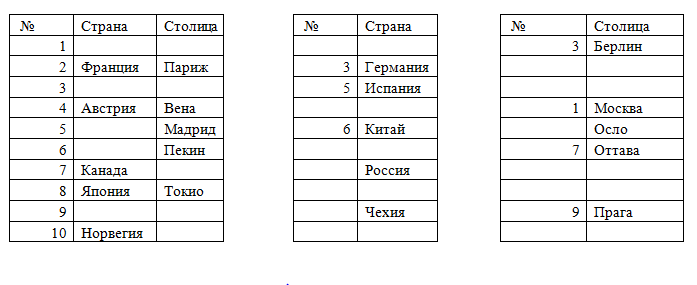 № Страна Столица
1
2 Франция Париж
3
4 Австрия Вена
5 Мадрид
6 Пекин
7 Канада
8 Япония Токио
9
10 Норвегия
№ Страна
3 Германия
5 Испания
6 Китай
Россия
Чехия
№ Столица
3 Берлин
1 Москва
Осло
7 Оттава
9 Прага